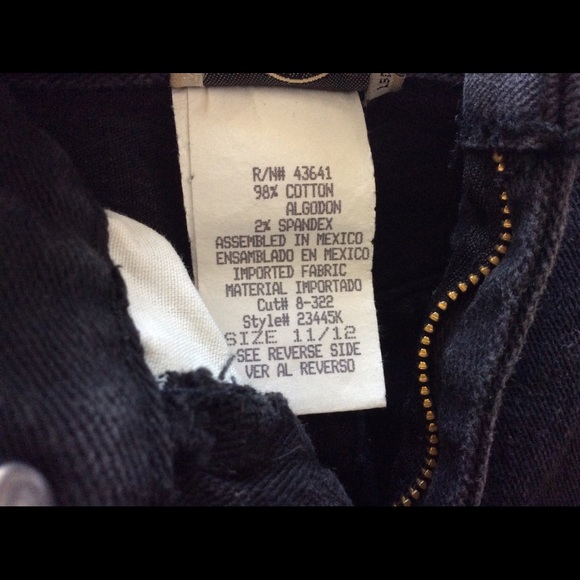 R/N# 43641
98% COTTON
ALGODON
2% SPANDEX
ASSEMBLED IN MEXICO
ENSAMBLADO EN MEXICO
IMPORTED FABRIC
MATERIAL IMPORTADO
Cut# 8-322
Style# 23445K
SIZE 11/12
SEE REVERSE SIDE
VER AL REVERSO